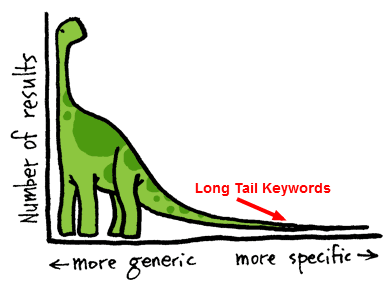 Number of results
Long Tail Keywords
←more generic
more specific→